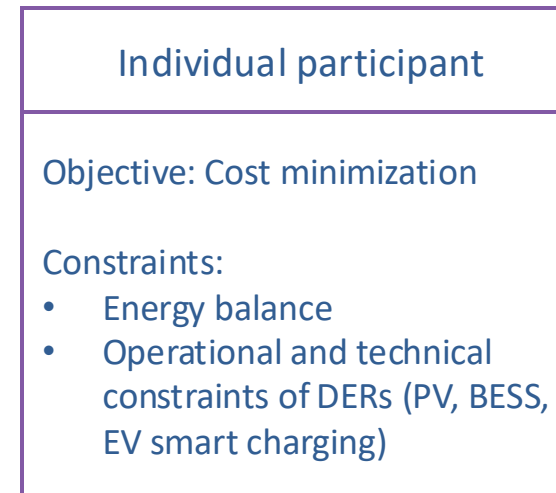 Individual participant
Objective: Cost minimization
Constraints:
• Energy balance
• Operational and technical
constraints of DERs (PV, BESS,
EV smart charging)